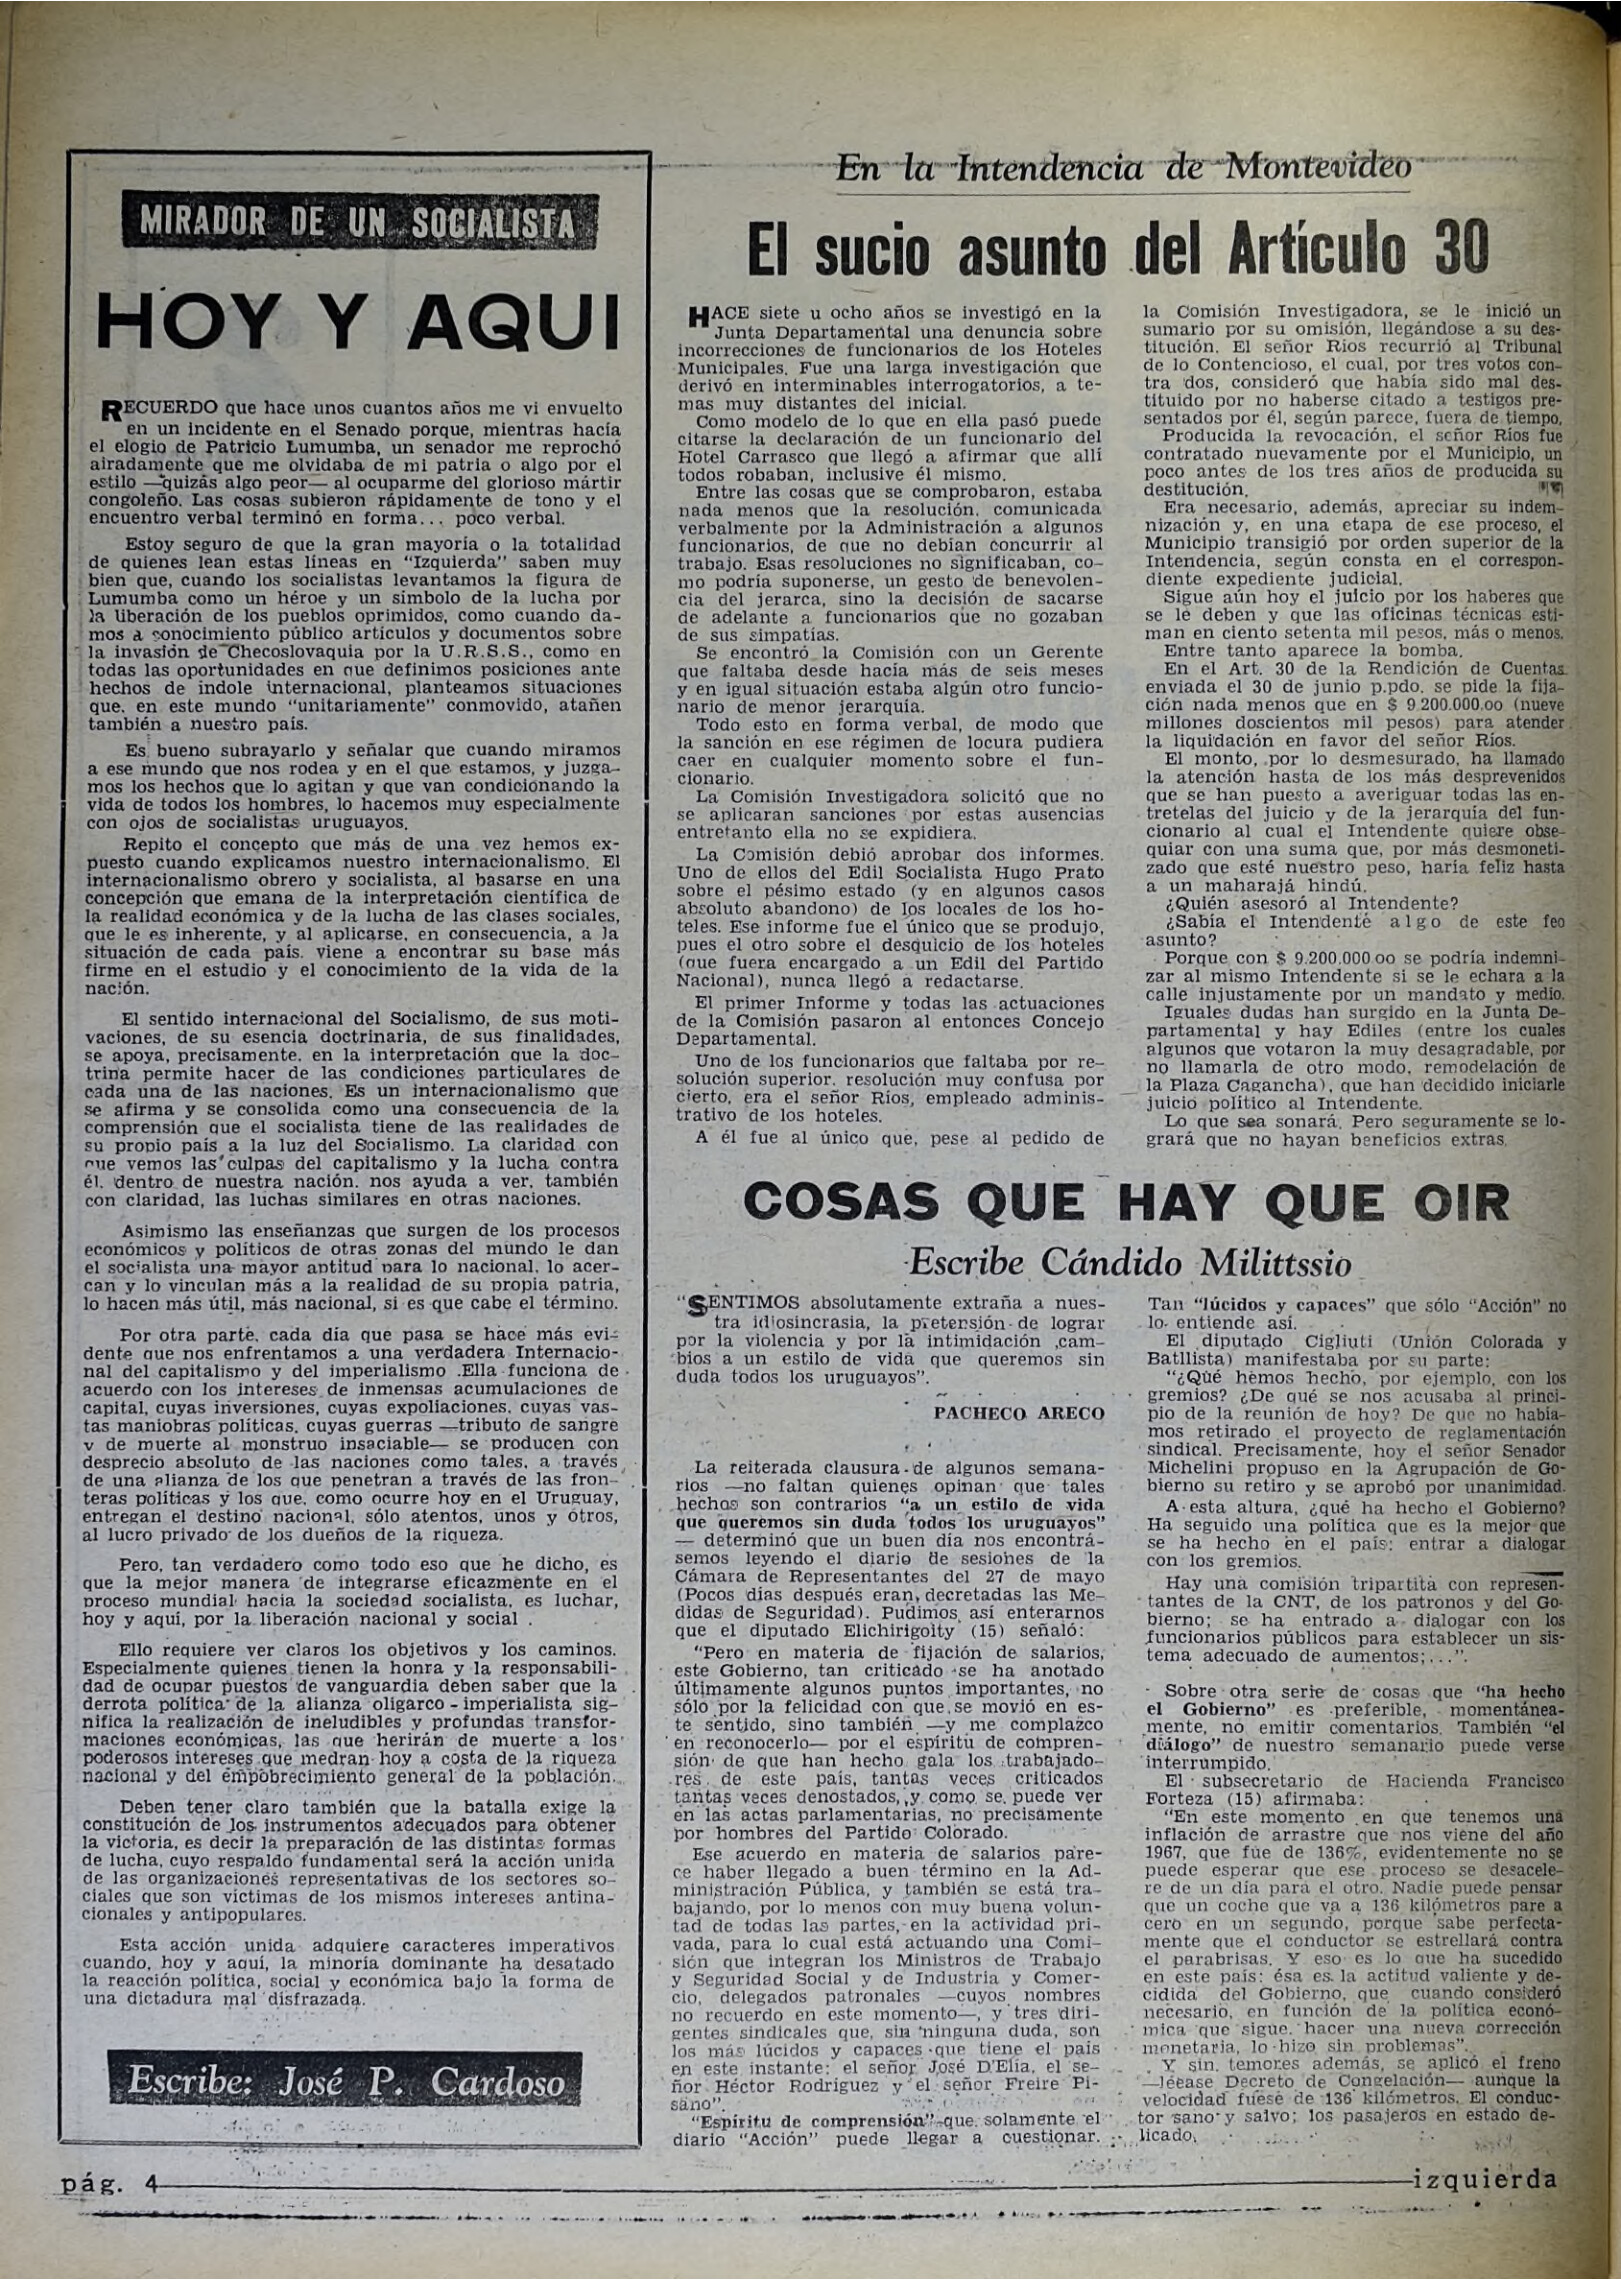 MIRADOR DE UN SOCIALISTA
HOY Y AQUI
RECUERDO que hace unos cuantos años me vi envuelto
en un incidente en el Senado porque, mientras hacía
el elogio de Patricio Lumumba, un senador me reprochó
airadamente que me olvidaba de mi patria o algo por el
estilo —quizás algo peor— al ocuparme del glorioso mártir
congoleño. Las cosas subieron rápidamente de tono y el
encuentro verbal terminó en forma... poco verbal.
Estoy seguro de que la gran mayoría o la totalidad
de quienes lean estas líneas en "Izquierda" saben muy
bien que, cuando los socialistas levantamos la figura de
Lumumba como un héroe y un símbolo de la lucha por
la liberación de los pueblos oprimidos, como cuando da-
mos a conocimiento público artículos y documentos sobre
la invasión de Checoslovaquia por la U.R.S.S., como en
todas las oportunidades en que definimos posiciones ante
hechos de índole internacional, planteamos situaciones
que, en este mundo "unitariamente" conmovido, atañen
también a nuestro país.
Es bueno subrayarlo y señalar que cuando miramos
a ese mundo que nos rodea y en el que estamos, y juzga-
mos los hechos que lo agitan y que van condicionando la
vida de todos los hombres, lo hacemos muy especialmente
con ojos de socialistas uruguayos.
Repito el concepto que más de una vez hemos ex-
puesto cuando explicamos nuestro internacionalismo. El
internacionalismo obrero y socialista, al basarse en una
concepción que emana de la interpretación científica de
la realidad económica y de la lucha de las clases sociales,
que le es inherente, y al aplicarse, en consecuencia, a la
situación de cada país, viene a encontrar su base más
firme en el estudio y el conocimiento de la vida de la
nación.
El sentido internacional del Socialismo, de sus moti-
vaciones, de su esencia doctrinaria, de sus finalidades,
se apoya, precisamente, en la interpretación que la doc-
trina permite hacer de las condiciones particulares de
cada una de las naciones. Es un internacionalismo que
se afirma y se consolida como una consecuencia de la
comprensión que el socialista tiene de las realidades de
su propio país a la luz del Socialismo. La claridad con
que vemos las culpas del capitalismo y la lucha contra
él, dentro de nuestra nación, nos ayuda a ver, también
con claridad, las luchas similares en otras naciones.
Asimismo las enseñanzas que surgen de los procesos
económicos y políticos de otras zonas del mundo le dan
el socialista una mayor aptitud para lo nacional, lo acer-
can y lo vinculan más a la realidad de su propia patria,
lo hacen más útil, más nacional, si es que cabe el término.
Por otra parte, cada día que pasa se hace más evi-
dente que nos enfrentamos a una verdadera Internacio-
nal del capitalismo y del imperialismo .Ella funciona de
acuerdo con los intereses de inmensas acumulaciones de
capital, cuyas inversiones, cuyas expoliaciones, cuyas vas-
tas maniobras políticas, cuyas guerras —tributo de sangre
y de muerte al monstruo insaciable— se producen con
desprecio absoluto de las naciones como tales, a través
de una alianza de los que penetran a través de las fron-
teras políticas y los que, como ocurre hoy en el Uruguay,
entregan el destino nacional, sólo atentos, unos y otros,
al lucro privado de los dueños de la riqueza.
Pero, tan verdadero como todo eso que he dicho, es
que la mejor manera de integrarse eficazmente en el
proceso mundial hacia la sociedad socialista, es luchar,
hoy y aquí, por la liberación nacional y social .
Ello requiere ver claros los objetivos y los caminos.
Especialmente quienes tienen la honra y la responsabili-
dad de ocupar puestos de vanguardia deben saber que la
derrota política de la alianza oligarco - imperialista sig-
nifica la realización de ineludibles y profundas transfor-
maciones económicas, las que herirán de muerte a los
poderosos intereses que medran hoy a costa de la riqueza
nacional y del empobrecimiento general de la población.
Deben tener claro también que la batalla exige la
constitución de los instrumentos adecuados para obtener
la victoria, es decir la preparación de las distintas formas
de lucha, cuyo respaldo fundamental será la acción unida
de las organizaciones representativas de los sectores so-
ciales que son víctimas de los mismos intereses antina-
cionales y antipopulares.
Esta acción unida adquiere caracteres imperativos
cuando, hoy y aquí, la minoría dominante ha desatado
la reacción política, social y económica bajo la forma de
una dictadura mal disfrazada.
Escribe: José P. Cardoso
En la Intendencia de Montevideo
El sucio asunto del Artículo 30
HACE siete u ocho años se investigó en la
Junta Departamental una denuncia sobre
incorrecciones de funcionarios de los Hoteles
Municipales. Fue una larga investigación que
derivó en interminables interrogatorios, a te-
mas muy distantes del inicial.
Como modelo de lo que en ella pasó puede
citarse la declaración de un funcionario del
Hotel Carrasco que llegó a afirmar que allí
todos robaban, inclusive él mismo.
Entre las cosas que se comprobaron, estaba
nada menos que la resolución, comunicada
verbalmente por la Administración a algunos
funcionarios, de que no debían concurrir al
trabajo. Esas resoluciones no significaban, co-
mo podría suponerse, un gesto de benevolen-
cia del jerarca, sino la decisión de sacarse
de adelante a funcionarios que no gozaban
de sus simpatías.
Se encontró la Comisión con un Gerente
que faltaba desde hacía más de seis meses
y en igual situación estaba algún otro funcio-
nario de menor jerarquía.
Todo esto en forma verbal, de modo que
la sanción en ese régimen de locura pudiera
caer en cualquier momento sobre el fun-
cionario.
La Comisión Investigadora solicitó que no
se aplicaran sanciones por estas ausencias
entretanto ella no se expidiera.
La Comisión debió aprobar dos informes.
Uno de ellos del Edil Socialista Hugo Prato
sobre el pésimo estado (y en algunos casos
absoluto abandono) de los locales de los ho-
teles. Ese informe fue el único que se produjo,
pues el otro sobre el desquicio de los hoteles
(que fuera encargado a un Edil del Partido
Nacional), nunca llegó a redactarse.
El primer Informe y todas las actuaciones
de la Comisión pasaron al entonces Concejo
Departamental.
Uno de los funcionarios que faltaba por re-
solución superior, resolución muy confusa por
cierto, era el señor Ríos, empleado adminis-
trativo de los hoteles.
A él fue al único que, pese al pedido de
la Comisión Investigadora, se le inició un
sumario por su omisión, llegándose a su des-
titución. El señor Ríos recurrió al Tribunal
de lo Contencioso, el cual, por tres votos con-
tra dos, consideró que había sido mal des-
tituido por no haberse citado a testigos pre-
sentados por él, según parece, fuera de tiempo.
Producida la revocación, el señor Ríos fue
contratado nuevamente por el Municipio, un
poco antes de los tres años de producida su
destitución.
Era necesario, además, apreciar su indem-
nización y, en una etapa de ese proceso, el
Municipio transigió por orden superior de la
Intendencia, según consta en el correspon-
diente expediente judicial.
Sigue aún hoy el juicio por los haberes que
se le deben y que las oficinas técnicas esti-
man en ciento setenta mil pesos, más o menos.
Entre tanto aparece la bomba.
En el Art. 30 de la Rendición de Cuentas
enviada el 30 de junio p.pdo. se pide la fija-
ción nada menos que en $ 9.200.000.oo (nueve
millones doscientos mil pesos) para atender
la liquidación en favor del señor Ríos.
El monto, por lo desmesurado, ha llamado
la atención hasta de los más desprevenidos
que se han puesto a averiguar todas las en-
tretelas del juicio y de la jerarquía del fun-
cionario al cual el Intendente quiere obse-
quiar con una suma que, por más desmoneti-
zado que esté nuestro peso, haría feliz hasta
a un maharajá hindú.
¿Quién asesoró al Intendente?
¿Sabía el Intendente algo de este feo
asunto?
Porque con $ 9.200.000.oo se podría indemni-
zar al mismo Intendente si se le echara a la
calle injustamente por un mandato y medio.
Iguales dudas han surgido en la Junta De-
partamental y hay Ediles (entre los cuales
algunos que votaron la muy desagradable, por
no llamarla de otro modo, remodelación de
la Plaza Cagancha), que han decidido iniciarle
juicio político al Intendente.
Lo que sea sonará. Pero seguramente se lo-
grará que no hayan beneficios extras.
COSAS QUE HAY QUE OIR
Escribe Cándido Milittssio
"SENTIMOS absolutamente extraña a nues-
tra idiosincrasia, la pretensión de lograr
por la violencia y por la intimidación ,cam-
bios a un estilo de vida que queremos sin
duda todos los uruguayos".
PACHECO ARECO
La reiterada clausura de algunos semana-
rios —no faltan quienes opinan que tales
hechos son contrarios "a un estilo de vida
que queremos sin duda todos los uruguayos"
— determinó que un buen día nos encontrá-
semos leyendo el diario de sesiones de la
Cámara de Representantes del 27 de mayo
(Pocos días después eran decretadas las Me-
didas de Seguridad). Pudimos así enterarnos
que el diputado Elichirigoity (15) señaló:
"Pero en materia de fijación de salarios,
este Gobierno, tan criticado se ha anotado
últimamente algunos puntos importantes, no
sólo por la felicidad con que se movió en es-
te sentido, sino también —y me complazco
en reconocerlo— por el espíritu de compren-
sión de que han hecho gala los trabajado-
res de este país, tantas veces criticados
tantas veces denostados, y como se puede ver
en las actas parlamentarias, no precisamente
por hombres del Partido Colorado.
Ese acuerdo en materia de salarios pare-
ce haber llegado a buen término en la Ad-
ministración Pública, y también se está tra-
bajando, por lo menos con muy buena volun-
tad de todas las partes, en la actividad pri-
vada, para lo cual está actuando una Comi-
sión que integran los Ministros de Trabajo
y Seguridad Social y de Industria y Comer-
cio, delegados patronales —cuyos nombres
no recuerdo en este momento—, y tres diri-
gentes sindicales que, sin ninguna duda, son
los más lúcidos y capaces que tiene el país
en este instante: el señor José D'Elía, el se-
ñor Héctor Rodríguez y el señor Freire Pi-
sano".
"Espíritu de comprensión" que solamente el
diario "Acción" puede llegar a cuestionar.
Tan "lúcidos y capaces" que sólo "Acción" no
lo entiende así.
El diputado Cigliuti (Unión Colorada y
Batllista) manifestaba por su parte:
"¿Qué hemos hecho, por ejemplo, con los
gremios? ¿De qué se nos acusaba al princi-
pio de la reunión de hoy? De que no había-
mos retirado el proyecto de reglamentación
sindical. Precisamente, hoy el señor Senador
Michelini propuso en la Agrupación de Go-
bierno su retiro y se aprobó por unanimidad.
A esta altura, ¿qué ha hecho el Gobierno?
Ha seguido una política que es la mejor que
se ha hecho en el país: entrar a dialogar
con los gremios.
Hay una comisión tripartita con represen-
tantes de la CNT, de los patronos y del Go-
bierno; se ha entrado a dialogar con los
funcionarios públicos para establecer un sis-
tema adecuado de aumentos;...".
Sobre otra serie de cosas que "ha hecho
el Gobierno" es preferible, momentánea-
mente, no emitir comentarios. También "el
diálogo" de nuestro semanario puede verse
interrumpido.
El subsecretario de Hacienda Francisco
Forteza (15) afirmaba:
"En este momento en que tenemos una
inflación de arrastre que nos viene del año
1967, que fue de 136%, evidentemente no se
puede esperar que ese proceso se desacele-
re de un día para el otro. Nadie puede pensar
que un coche que va a 136 kilómetros pare a
cero en un segundo, porque sabe perfecta-
mente que el conductor se estrellará contra
el parabrisas. Y eso es lo que ha sucedido
en este país: ésa es la actitud valiente y de-
cidida del Gobierno, que cuando consideró
necesario, en función de la política econó-
mica que sigue, hacer una nueva corrección
monetaria, lo hizo sin problemas".
Y sin temores además, se aplicó el freno
—léease Decreto de Congelación— aunque la
velocidad fuese de 136 kilómetros. El conduc-
tor sano y salvo; los pasajeros en estado de-
licado.
pág. 4
izquierda